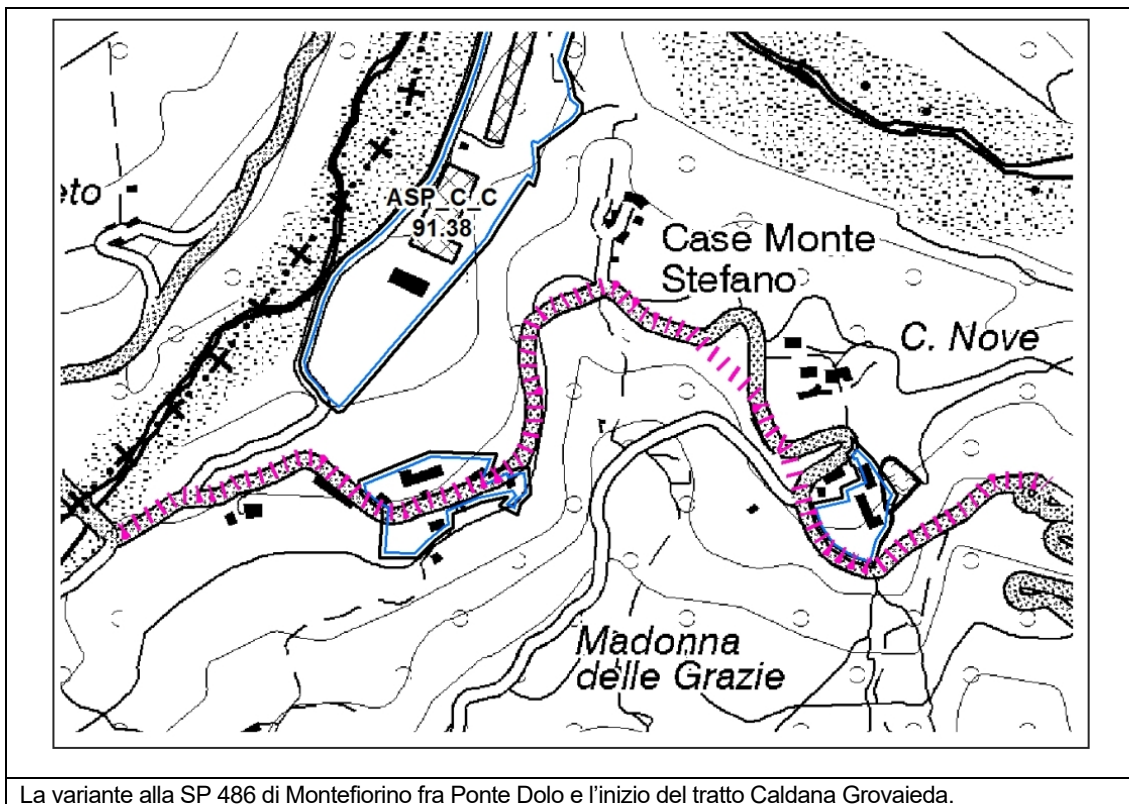 eto
ASP_C_C
91.38
Case Monte
Stefano
C. Nove
Madonna
delle Grazie
La variante alla SP 486 di Montefiorino fra Ponte Dolo e l'inizio del tratto Caldana Grovaieda.